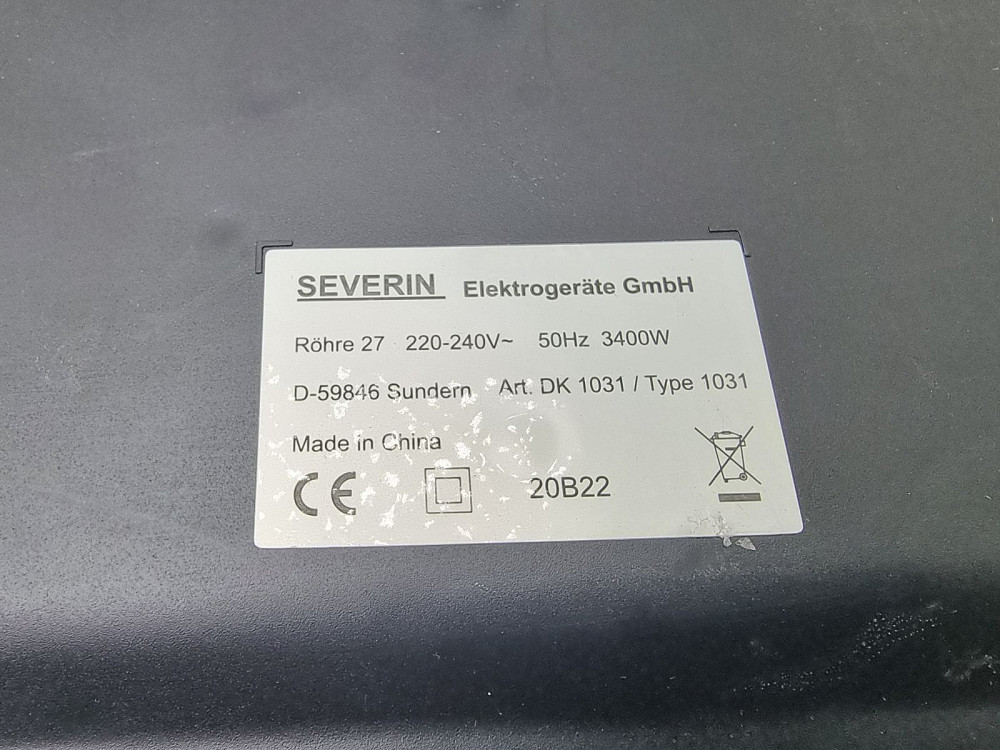 SEVERIN Elektrogeräte GmbH
Röhre 27 220-240V~ 50Hz 3400W
D-59846 Sundern Art. DK 1031 / Type 1031
Made in China
CE 20B22